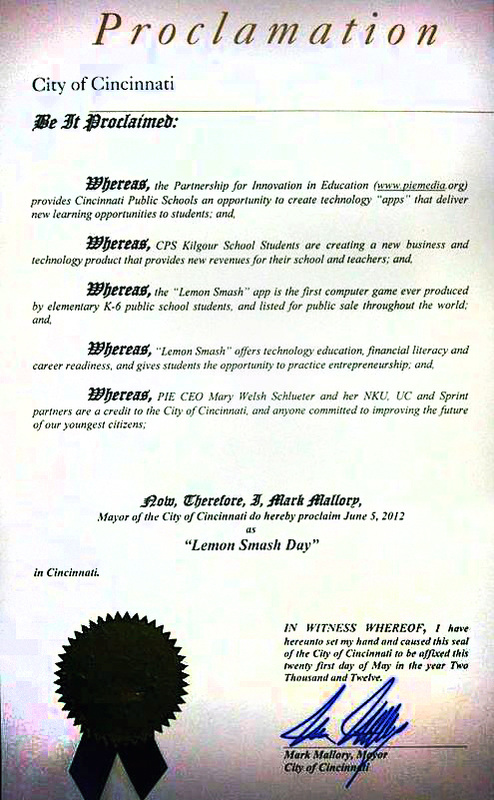 Proclamation
City of Cincinnati
Be It Proclaimed:
Whereas, the Partnership for Innovation in Education (www.piemedia.org)
provides Cincinnati Public Schools an opportunity to create technology "apps" that deliver
new learning opportunities to students; and,
Whereas, CPS Kilgour School Students are creating a new business and
technology product that provides new revenues for their school and teachers; and,
Whereas, the "Lemon Smash" app is the first computer game ever produced
by elementary K-6 public school students, and listed for public sale throughout the world;
and,
Whereas, "Lemon Smash" offers technology education, financial literacy and
career readiness, and gives students the opportunity to practice entrepreneurship; and,
Whereas, PIE CEO Mary Welsh Schlueter and her NKU, UC and Sprint
partners are a credit to the City of Cincinnati, and anyone committed to improving the future
of our youngest citizens;
Now, Therefore, I, Mark Mallory,
Mayor of the City of Cincinnati do hereby proclaim June 5, 2012
as
"Lemon Smash Day"
in Cincinnati.
IN WITNESS WHEREOF, I have
hereunto set my hand and caused this seal
of the City of Cincinnati to be affixed this
twenty first day of May in the year Two
Thousand and Twelve.
Mark Mallory, Mayor
City of Cincinnati